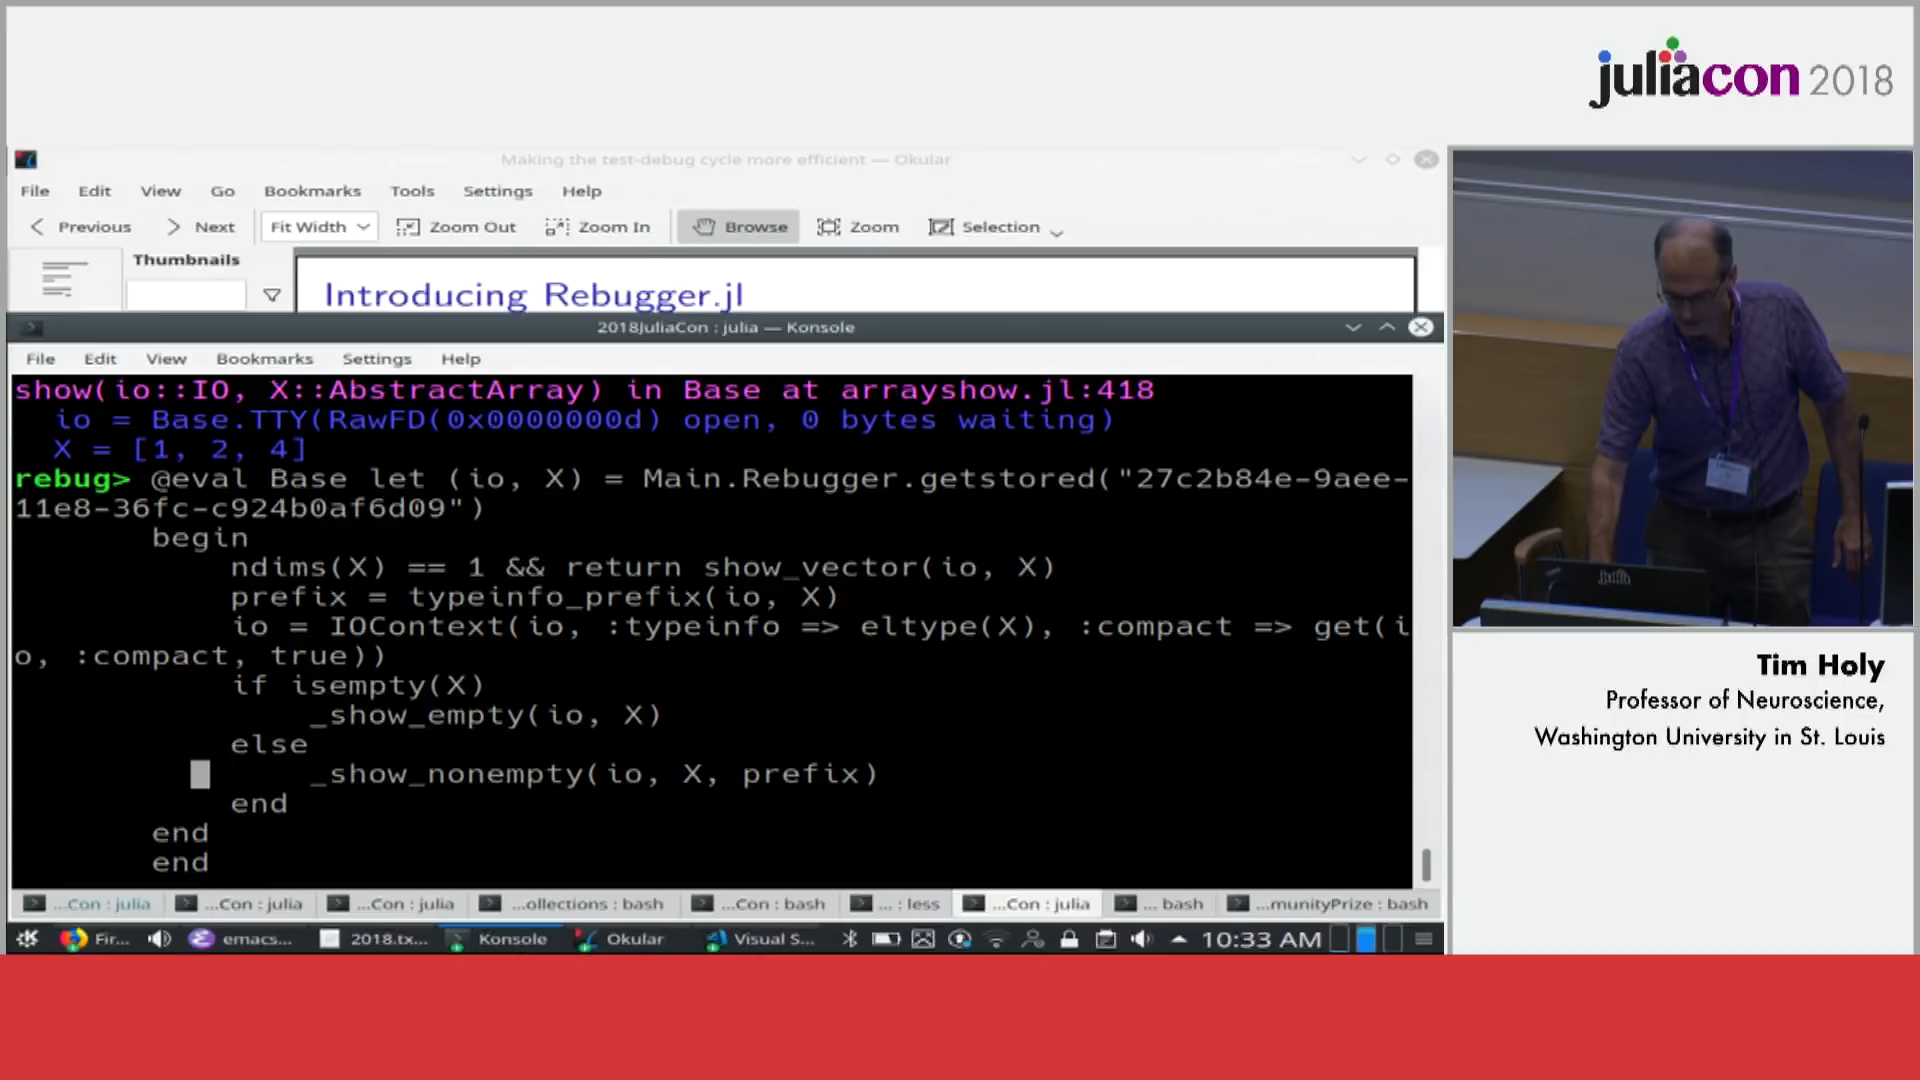 juliacon 2018
Making the test-debug cycle more efficient — Okular
File Edit View Go Bookmarks Tools Settings Help
Previous Next Fit Width Zoom Out Zoom In Browse Zoom Selection
Thumbnails
Introducing Rebugger.jl
2018JuliaCon : julia — Konsole
File Edit View Bookmarks Settings Help
show(io::IO, X::AbstractArray) in Base at arrayshow.jl:418
io = Base.TTY(RawFD(0x0000000d) open, 0 bytes waiting)
X = [1, 2, 4]
rebug> @eval Base let (io, X) = Main.Rebugger.getstored("27c2b84e-9aee-
11e8-36fc-c924b0af6d09")
begin
ndims(X) == 1 && return show_vector(io, X)
prefix = typeinfo_prefix(io, X)
io = IOContext(io, :typeinfo => eltype(X), :compact => get(i
o, :compact, true))
if isempty(X)
_show_empty(io, X)
else
_show_nonempty(io, X, prefix)
end
end
end
...Con : julia ...Con : julia ...Con : julia ...ollections : bash ...Con : bash ... : less ...Con : julia ... bash ...munityPrize : bash
Fir... emacs... 2018.tx... Konsole Okular Visual S... 10:33 AM
julia
Tim Holy
Professor of Neuroscience,
Washington University in St. Louis